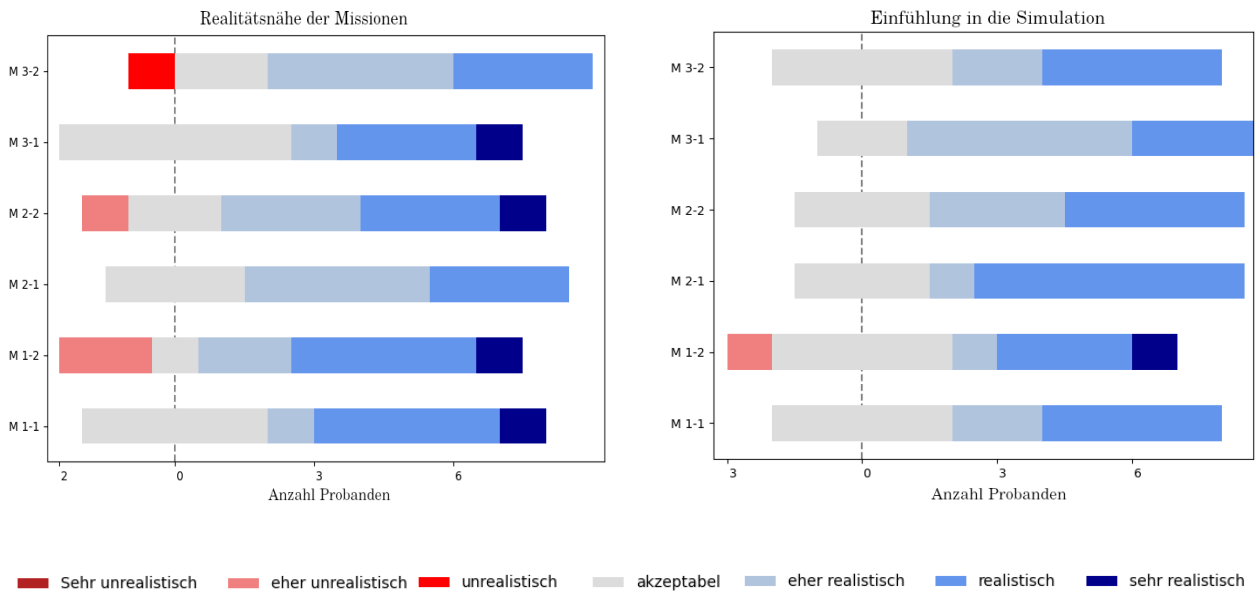 Realitätsnähe der Missionen
M 3-2
M 3-1
M 2-2
M 2-1
M 1-2
M 1-1
2 0 3 6
Anzahl Probanden
Einfühlung in die Simulation
M 3-2
M 3-1
M 2-2
M 2-1
M 1-2
M 1-1
3 0 3 6
Anzahl Probanden
Sehr unrealistisch eher unrealistisch unrealistisch akzeptabel eher realistisch realistisch sehr realistisch